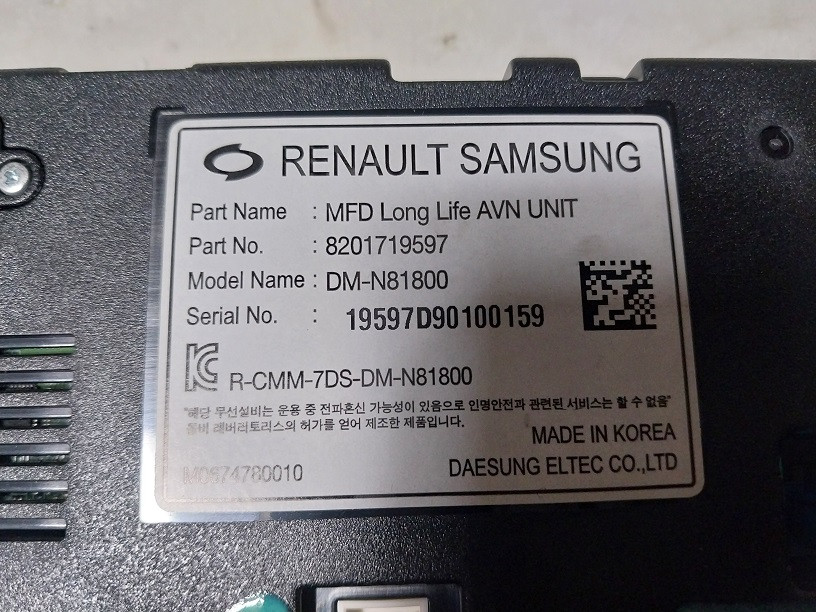 RENAULT SAMSUNG
Part Name : MFD Long Life AVN UNIT
Part No. : 8201719597
Model Name : DM-N81800
Serial No. : 19597D90100159
R-CMM-7DS-DM-N81800
"해당 무선설비는 운용 중 전파혼신 가능성이 있음으로 인명안전과 관련된 서비스는 할 수 없음"
돌비 레버러토리스의 허가를 얻어 제조한 제품입니다.
MADE IN KOREA
M0674780010
DAESUNG ELTEC CO.,LTD